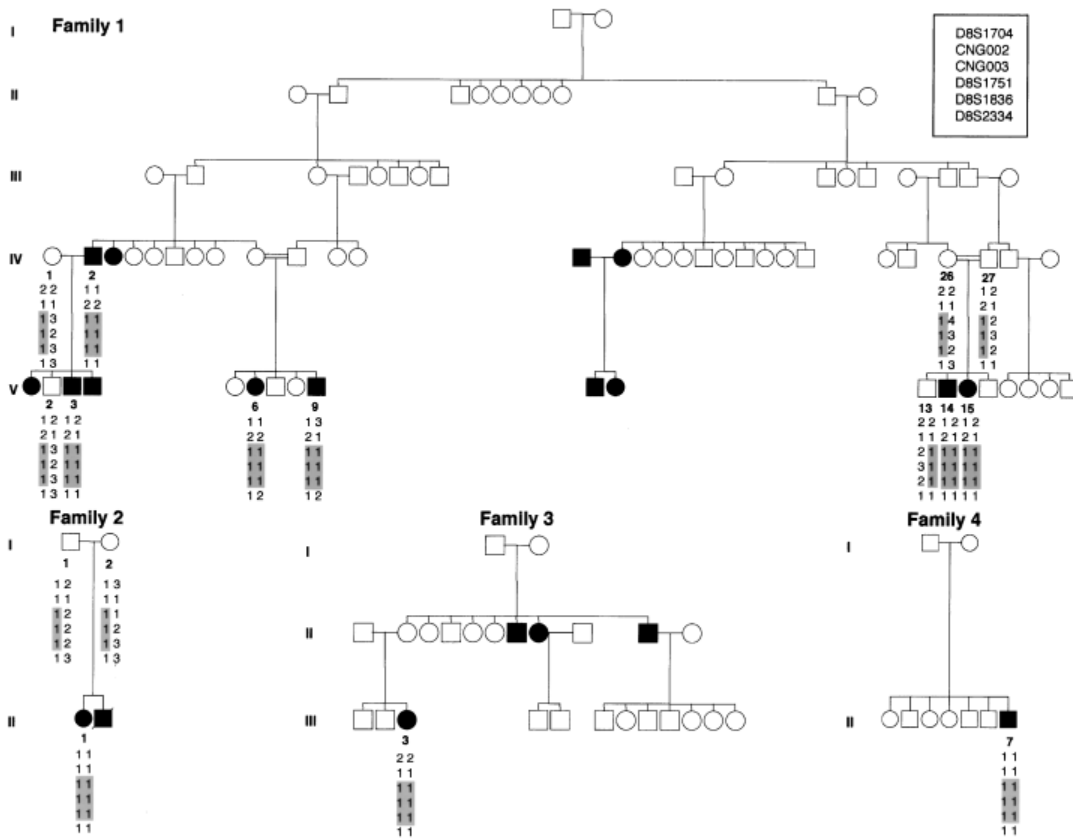 Family 1
I
D8S1704
CNG002
CNG003
D8S1751
D8S1836
D8S2334
II
III
IV
1 2 26 27
2 2 1 1 2 2 1 2
1 1 2 2 1 1 2 1
1 3 1 1 1 4 1 2
1 2 1 1 1 3 1 3
1 3 1 1 1 2 1 2
1 3 1 1 1 3 1 1
V
2 3 6 9 13 14 15
1 2 1 2 1 1 1 3 2 2 1 2 1 2
2 1 2 1 2 2 2 1 1 1 2 1 2 1
1 3 1 1 1 1 1 1 2 1 1 1 1 1
1 2 1 1 1 1 1 1 3 1 1 1 1 1
1 3 1 1 1 1 1 1 2 1 1 1 1 1
1 3 1 1 1 2 1 2 1 1 1 1 1 1
Family 2
I
1 2
1 2 1 3
1 1 1 1
1 2 1 1
1 2 1 2
1 2 1 3
1 3 1 3
II
1
1 1
1 1
1 1
1 1
1 1
1 1
Family 3
I
II
III
3
2 2
1 1
1 1
1 1
1 1
1 1
Family 4
I
II
7
1 1
1 1
1 1
1 1
1 1
1 1